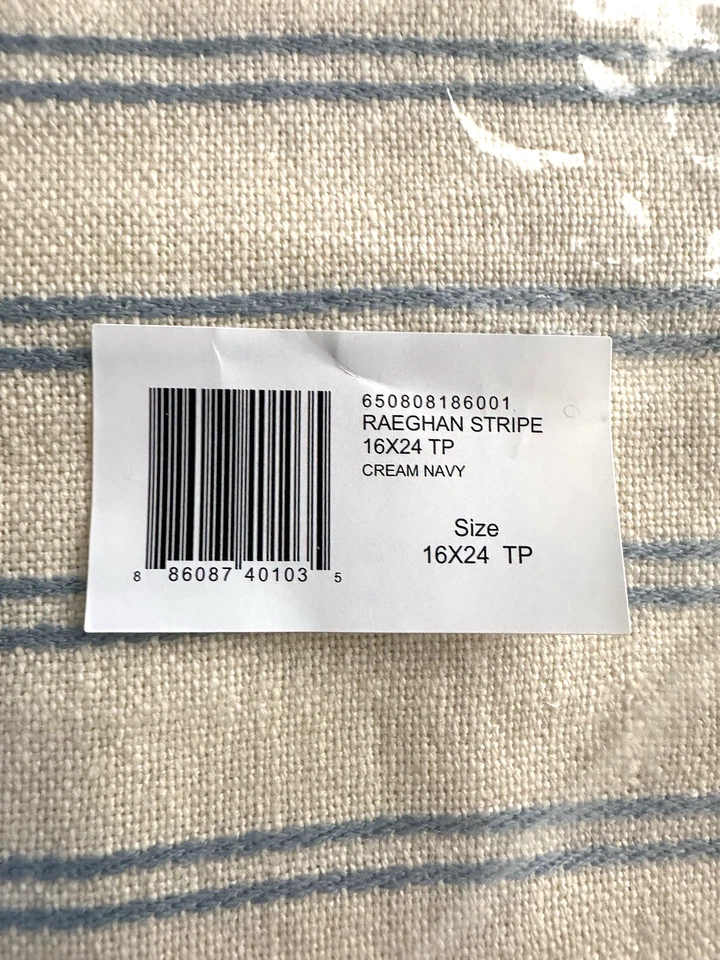 650808186001
RAEGHAN STRIPE
16X24 TP
CREAM NAVY
Size
16X24 TP
8 86087 40103 5